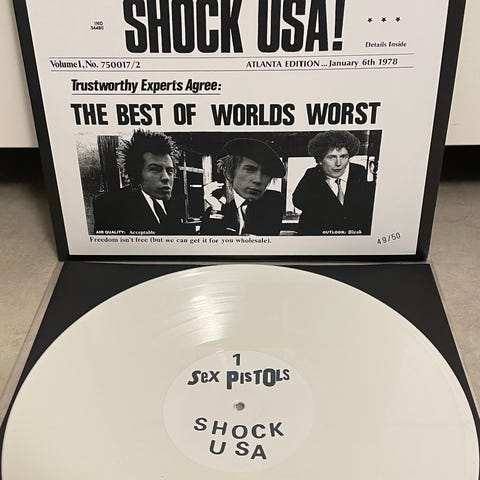 SHOCK USA!
IND
54480
* * *
Details Inside
Volume 1, No. 750017/2
ATLANTA EDITION ... January 6th 1978
Trustworthy Experts Agree:
THE BEST OF WORLDS WORST
AIR QUALITY: Acceptable
OUTLOOK: Bleak
Freedom isn't free (but we can get it for you wholesale).
49/50
1
SEX PISTOLS
SHOCK
USA